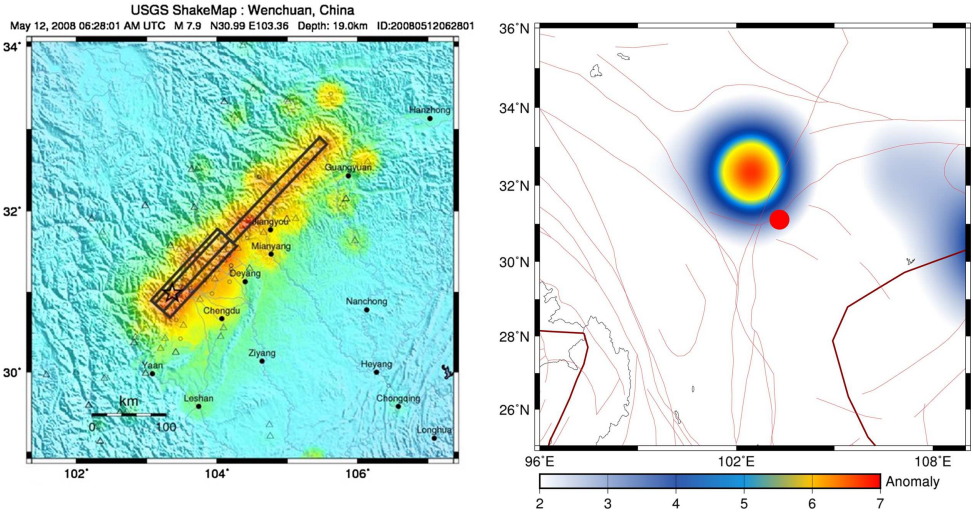 USGS ShakeMap : Wenchuan, China
May 12, 2008 06:28:01 AM UTC M 7.9 N30.99 E103.36 Depth: 19.0km ID:20080512062801
34˚
32˚
30˚
Hanzhong
Guangyuan
Jiangyou
Mianyang
Deyang
Nanchong
Chengdu
Ziyang
Yaan
Heyang
Leshan
Chongqing
Longhua
km
0 100
102˚ 104˚ 106˚
36˚N
34˚N
32˚N
30˚N
28˚N
26˚N
96˚E 102˚E 108˚E
Anomaly
2 3 4 5 6 7